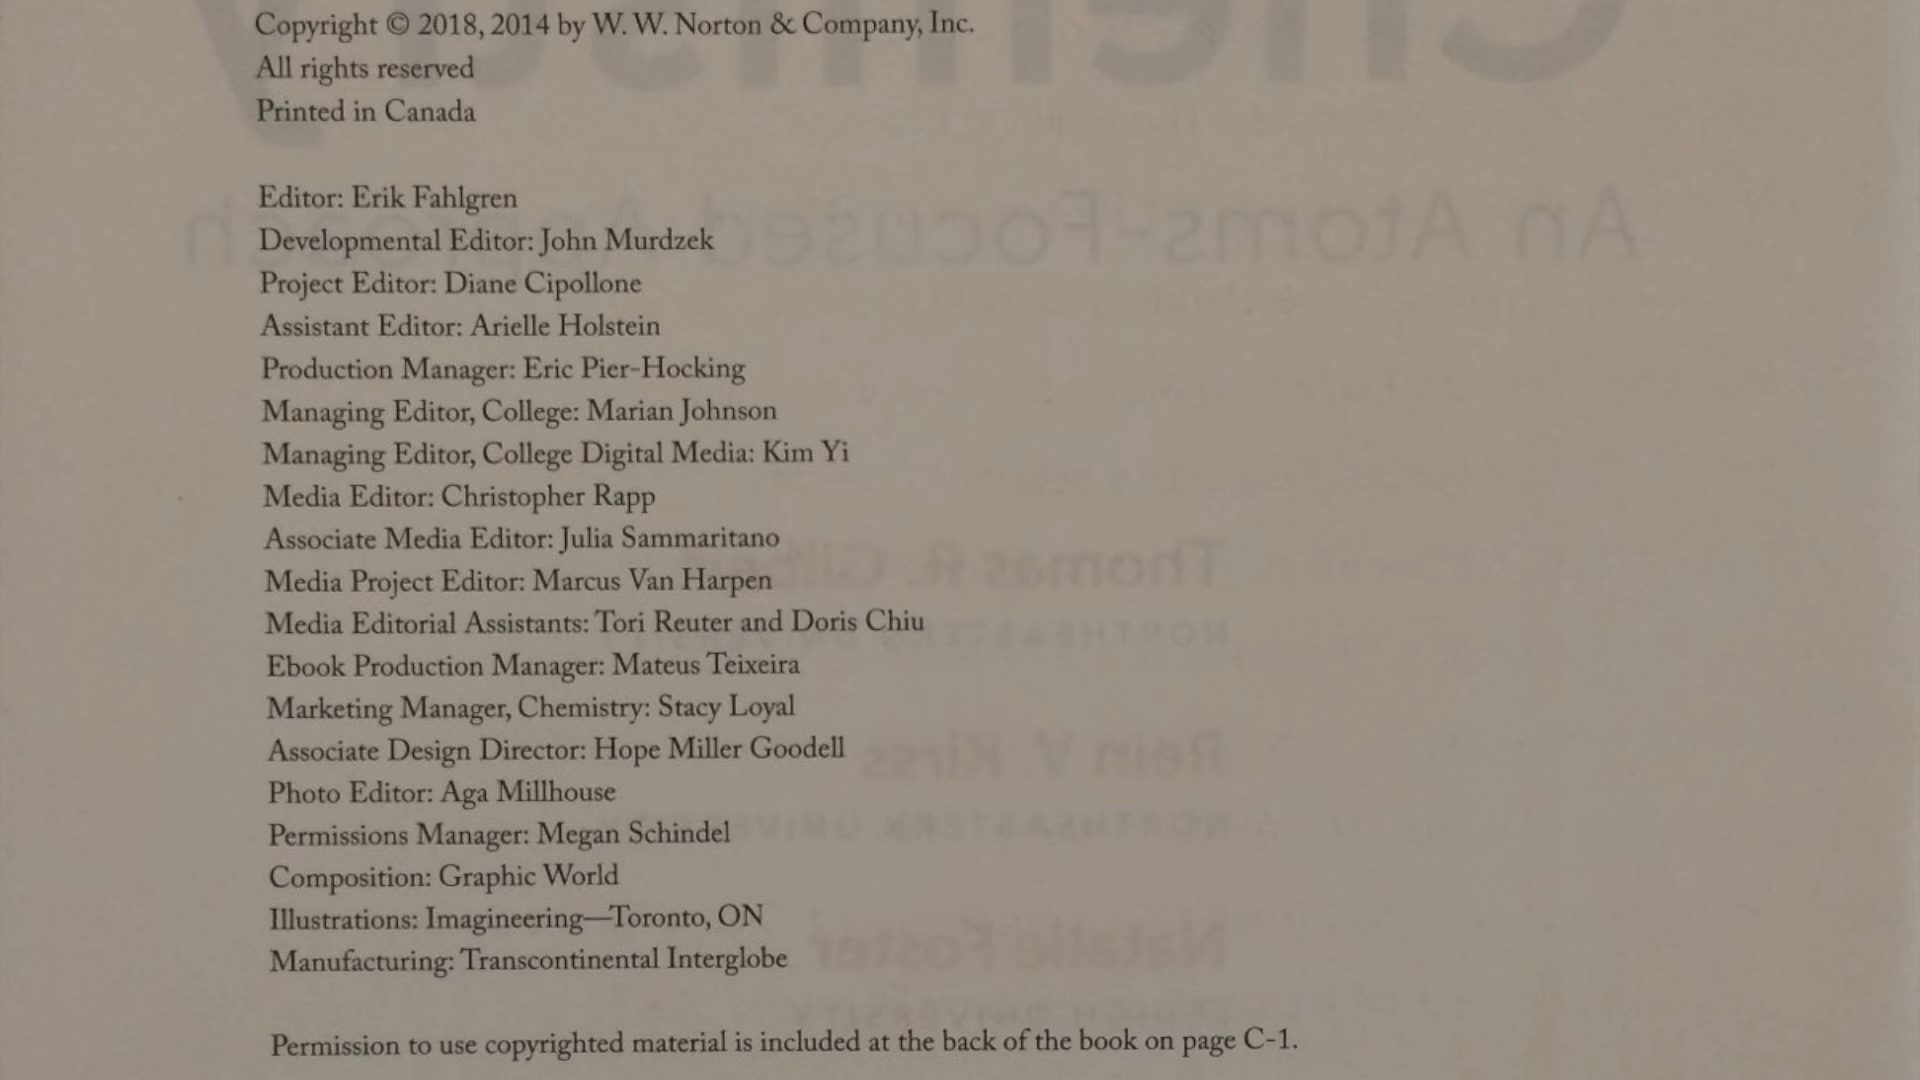 Copyright © 2018, 2014 by W. W. Norton & Company, Inc.
All rights reserved
Printed in Canada
Editor: Erik Fahlgren
Developmental Editor: John Murdzek
Project Editor: Diane Cipollone
Assistant Editor: Arielle Holstein
Production Manager: Eric Pier-Hocking
Managing Editor, College: Marian Johnson
Managing Editor, College Digital Media: Kim Yi
Media Editor: Christopher Rapp
Associate Media Editor: Julia Sammaritano
Media Project Editor: Marcus Van Harpen
Media Editorial Assistants: Tori Reuter and Doris Chiu
Ebook Production Manager: Mateus Teixeira
Marketing Manager, Chemistry: Stacy Loyal
Associate Design Director: Hope Miller Goodell
Photo Editor: Aga Millhouse
Permissions Manager: Megan Schindel
Composition: Graphic World
Illustrations: Imagineering—Toronto, ON
Manufacturing: Transcontinental Interglobe
Permission to use copyrighted material is included at the back of the book on page C-1.